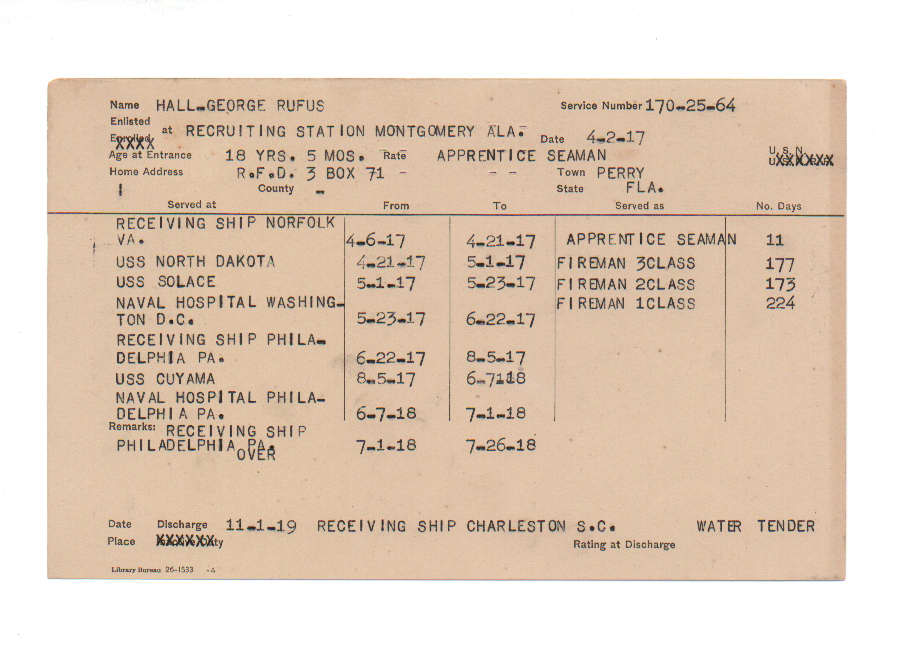 Name HALL-GEORGE RUFUS Service Number 170-25-64
Enlisted
Enrolled XXXX at RECRUITING STATION MONTGOMERY ALA. Date 4-2-17
Age at Entrance 18 YRS. 5 MOS. Rate APPRENTICE SEAMAN U.S.N.
Home Address R.F.D. 3 BOX 71 - - - Town PERRY
County - State FLA.
Served at From To Served as No. Days
RECEIVING SHIP NORFOLK
VA. 4-6-17 4-21-17 APPRENTICE SEAMAN 11
USS NORTH DAKOTA 4-21-17 5-1-17 FIREMAN 3CLASS 177
USS SOLACE 5-1-17 5-23-17 FIREMAN 2CLASS 173
NAVAL HOSPITAL WASHING- FIREMAN 1CLASS 224
TON D.C. 5-23-17 6-22-17
RECEIVING SHIP PHILA-
DELPHIA PA. 6-22-17 8-5-17
USS CUYAMA 8-5-17 6-7-18
NAVAL HOSPITAL PHILA-
DELPHIA PA. 6-7-18 7-1-18
Remarks: RECEIVING SHIP
PHILADELPHIA PA. 7-1-18 7-26-18
OVER
Date Discharge 11-1-19 RECEIVING SHIP CHARLESTON S.C. WATER TENDER
Place Rating at Discharge
Library Bureau 26-1533 -A